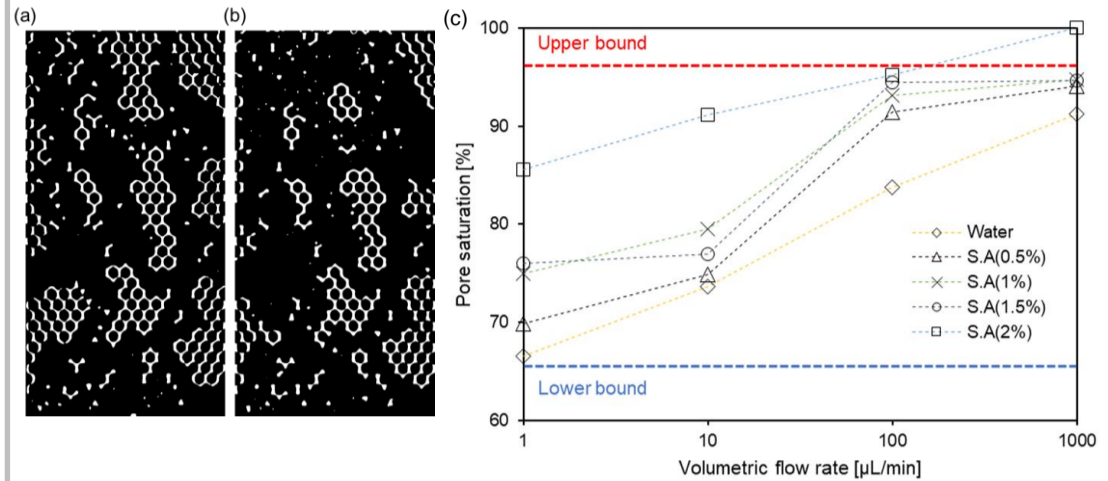 (a)
(b)
(c)
100
90
80
70
60
Pore saturation [%]
Upper bound
Lower bound
Water
S.A(0.5%)
S.A(1%)
S.A(1.5%)
S.A(2%)
1
10
100
1000
Volumetric flow rate [µL/min]